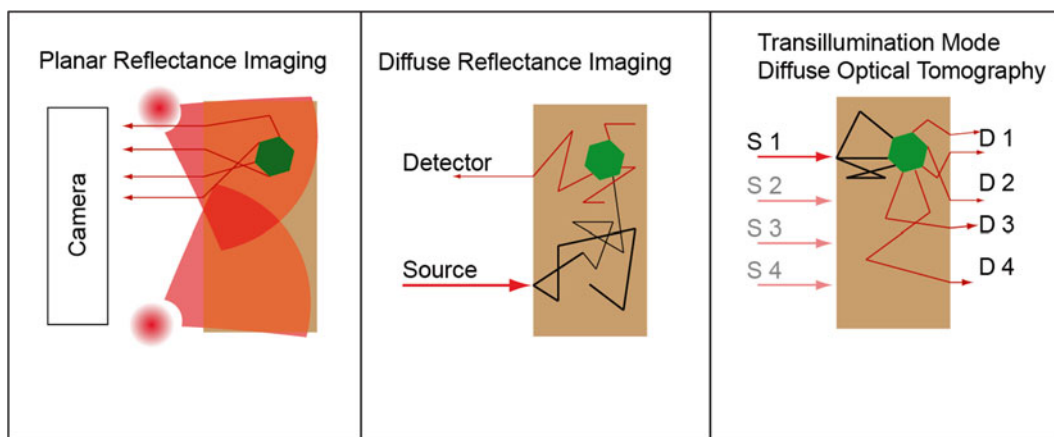 Planar Reflectance Imaging
Camera
Diffuse Reflectance Imaging
Detector
Source
Transillumination Mode
Diffuse Optical Tomography
S 1
S 2
S 3
S 4
D 1
D 2
D 3
D 4